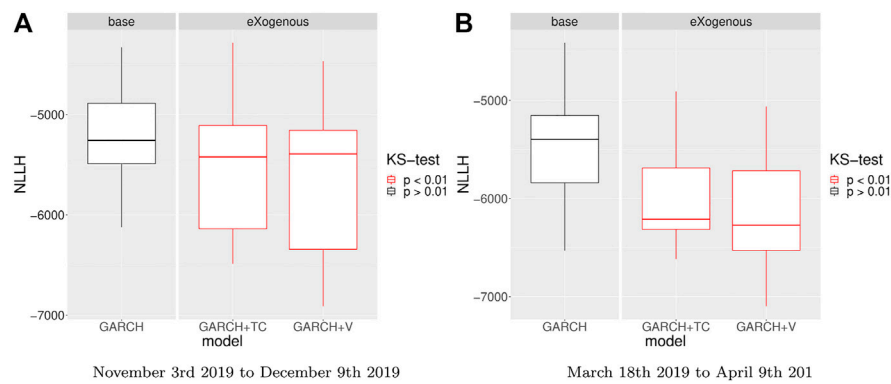 A
base
eXogenous
NLLH
−5000
−6000
−7000
GARCH
GARCH+TC
GARCH+V
model
KS-test
p < 0.01
p > 0.01
November 3rd 2019 to December 9th 2019
B
base
eXogenous
NLLH
−5000
−6000
−7000
GARCH
GARCH+TC
GARCH+V
model
KS-test
p < 0.01
p > 0.01
March 18th 2019 to April 9th 201